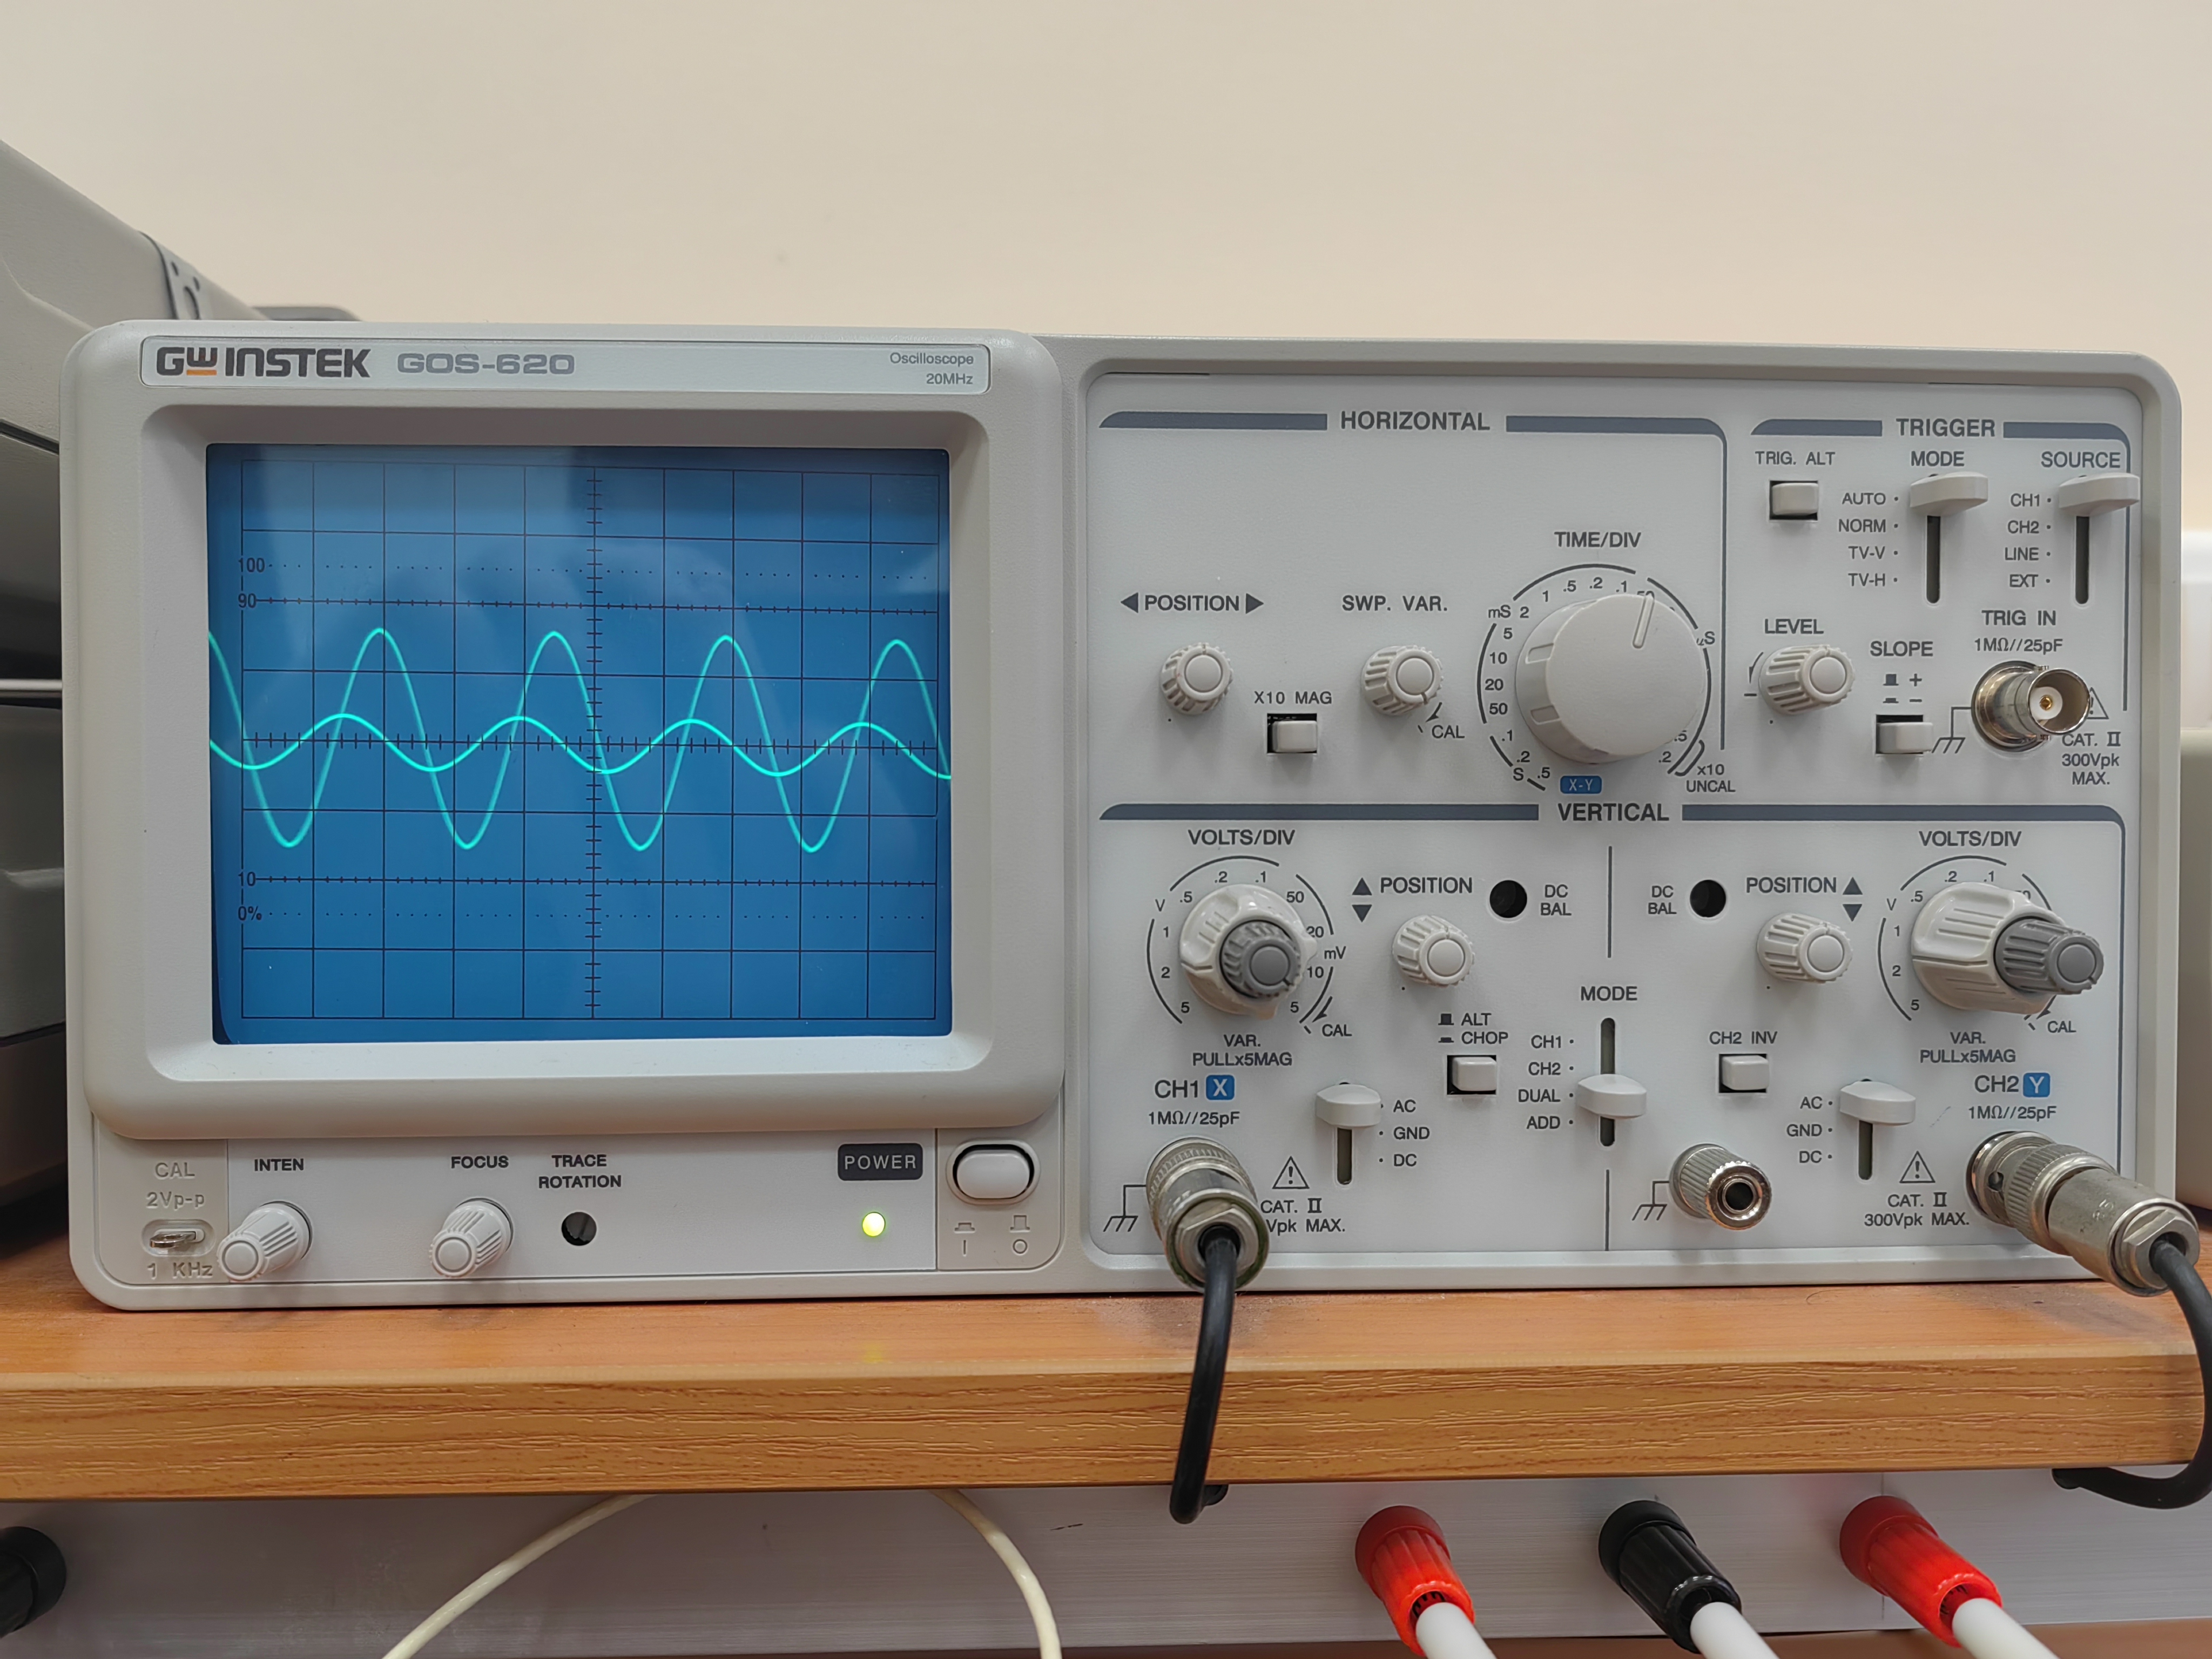 GWINSTEK GOS-620
Oscilloscope
20MHz
100
90
10
0%
CAL
2Vp-p
1 KHz
INTEN
FOCUS
TRACE
ROTATION
POWER
HORIZONTAL
◀ POSITION ▶
X10 MAG
SWP. VAR.
CAL
TIME/DIV
mS 2 1 .5 .2 .1
5
10
20
50
.1
.2
S .5
X-Y
µS
.5
.2
x10
UNCAL
TRIGGER
TRIG. ALT
MODE
AUTO
NORM
TV-V
TV-H
SOURCE
CH1
CH2
LINE
EXT
LEVEL
SLOPE
+
−
TRIG IN
1MΩ//25pF
CAT. II
300Vpk
MAX.
VERTICAL
VOLTS/DIV
V .5 .2 .1 50
1
2
5
20
mV
10
5
CAL
VAR.
PULLx5MAG
CH1 X
1MΩ//25pF
CAT. II
Vpk MAX.
▲ POSITION
▼
DC
BAL
ALT
CHOP
AC
GND
DC
MODE
CH1
CH2
DUAL
ADD
DC
BAL
POSITION ▲
▼
CH2 INV
AC
GND
DC
VOLTS/DIV
V .5 .2 .1
1
2
5
CAL
VAR.
PULLx5MAG
CH2 Y
1MΩ//25pF
CAT. II
300Vpk MAX.